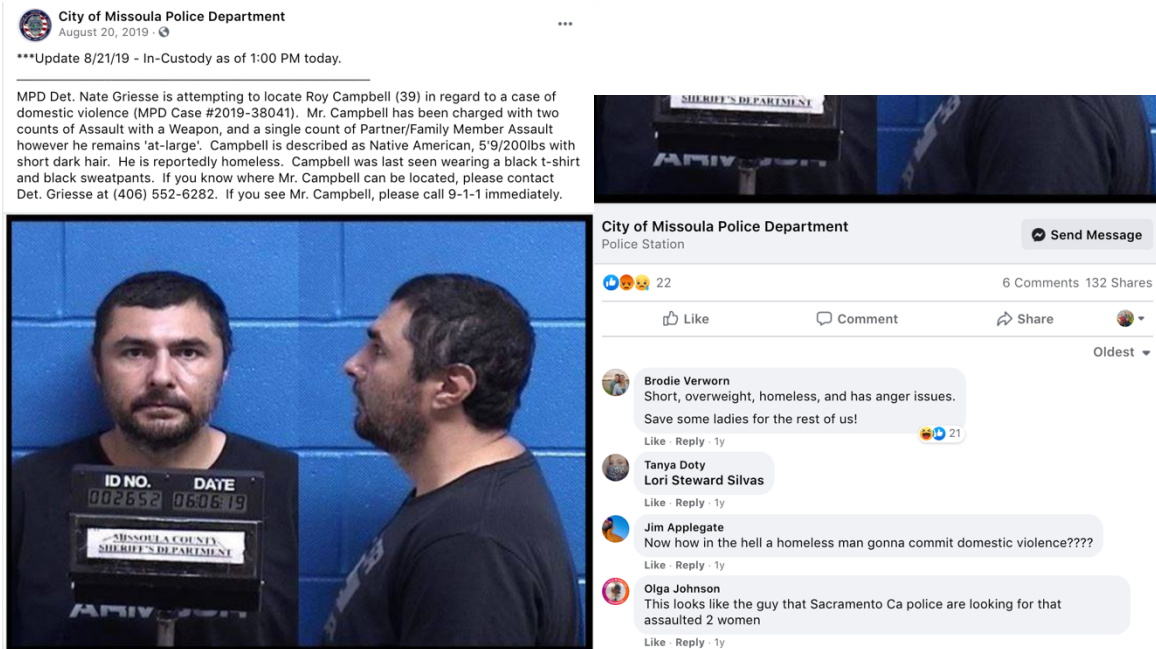 City of Missoula Police Department
August 20, 2019 ·
***Update 8/21/19 - In-Custody as of 1:00 PM today.
MPD Det. Nate Griesse is attempting to locate Roy Campbell (39) in regard to a case of
domestic violence (MPD Case #2019-38041).  Mr. Campbell has been charged with two
counts of Assault with a Weapon, and a single count of Partner/Family Member Assault
however he remains 'at-large'.  Campbell is described as Native American, 5'9/200lbs with
short dark hair.  He is reportedly homeless.  Campbell was last seen wearing a black t-shirt
and black sweatpants.  If you know where Mr. Campbell can be located, please contact
Det. Griesse at (406) 552-6282.  If you see Mr. Campbell, please call 9-1-1 immediately.
ID NO. DATE
002652 06:06:19
MISSOULA COUNTY
SHERIFF'S DEPARTMENT
SHERIFF'S DEPARTMENT
City of Missoula Police Department
Police Station
Send Message
22
6 Comments 132 Shares
Like
Comment
Share
Oldest
Brodie Verworn
Short, overweight, homeless, and has anger issues.
Save some ladies for the rest of us!
21
Like · Reply · 1y
Tanya Doty
Lori Steward Silvas
Like · Reply · 1y
Jim Applegate
Now how in the hell a homeless man gonna commit domestic violence????
Like · Reply · 1y
Olga Johnson
This looks like the guy that Sacramento Ca police are looking for that
assaulted 2 women
Like · Reply · 1y